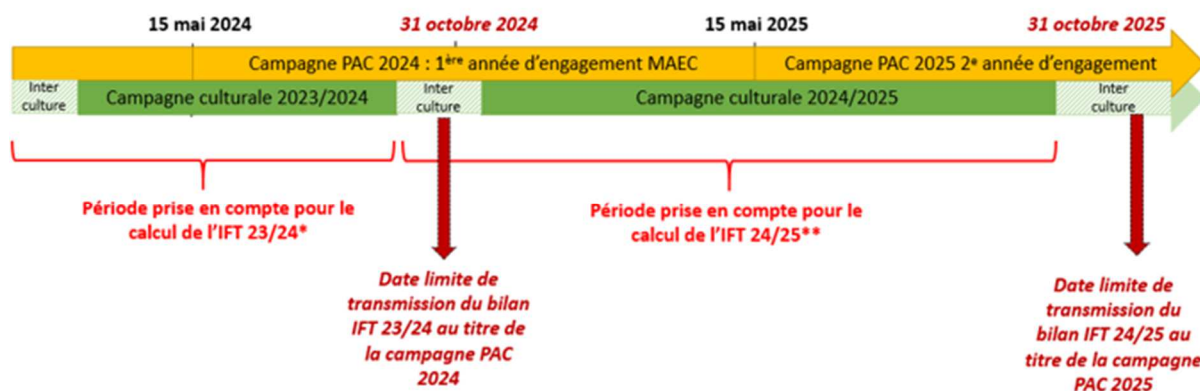 15 mai 2024
31 octobre 2024
15 mai 2025
31 octobre 2025
Campagne PAC 2024 : 1ère année d'engagement MAEC
Campagne PAC 2025 2e année d'engagement
Inter
culture
Campagne culturale 2023/2024
Inter
culture
Campagne culturale 2024/2025
Inter
culture
Période prise en compte pour le
calcul de l'IFT 23/24*
Période prise en compte pour le
calcul de l'IFT 24/25**
Date limite de
transmission du bilan
IFT 23/24 au titre de
la campagne PAC
2024
Date limite de
transmission du
bilan IFT 24/25 au
titre de la campagne
PAC 2025